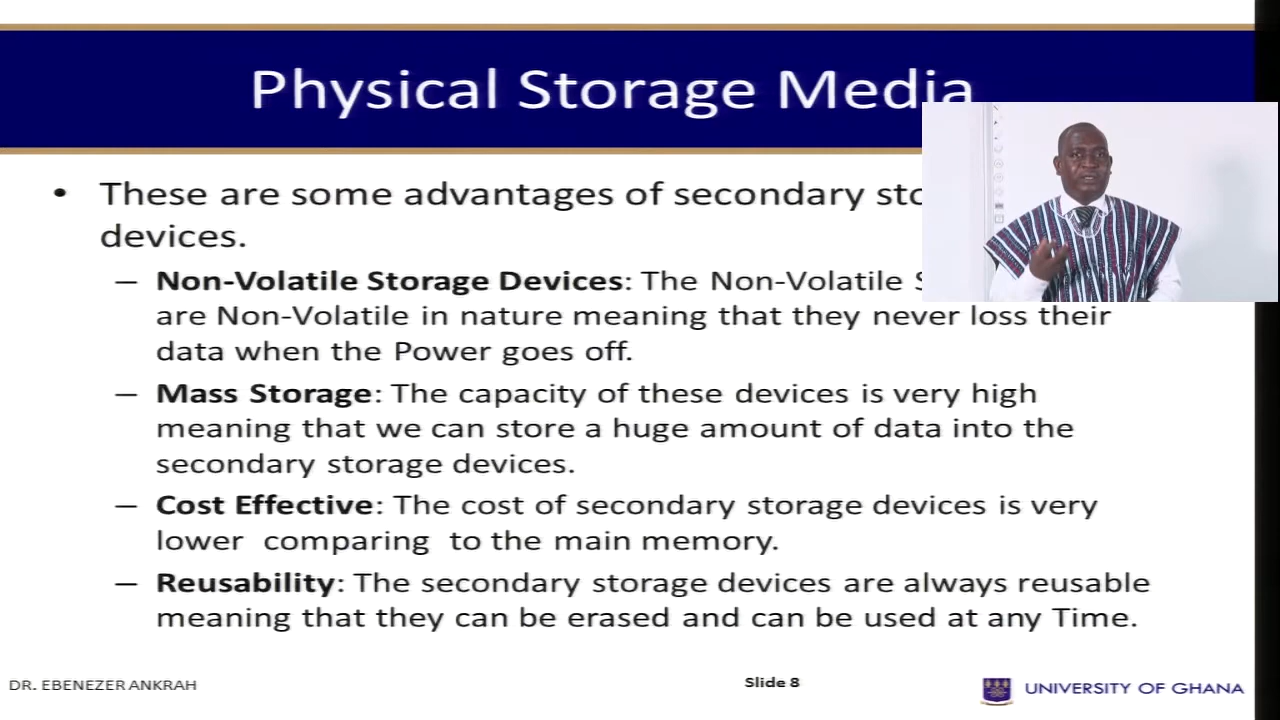 Physical Storage Media
• These are some advantages of secondary
devices.
– Non-Volatile Storage Devices: The Non-Volatile
are Non-Volatile in nature meaning that they never loss their
data when the Power goes off.
– Mass Storage: The capacity of these devices is very high
meaning that we can store a huge amount of data into the
secondary storage devices.
– Cost Effective: The cost of secondary storage devices is very
lower comparing to the main memory.
– Reusability: The secondary storage devices are always reusable
meaning that they can be erased and can be used at any Time.
DR. EBENEZER ANKRAH
Slide 8
UNIVERSITY OF GHANA